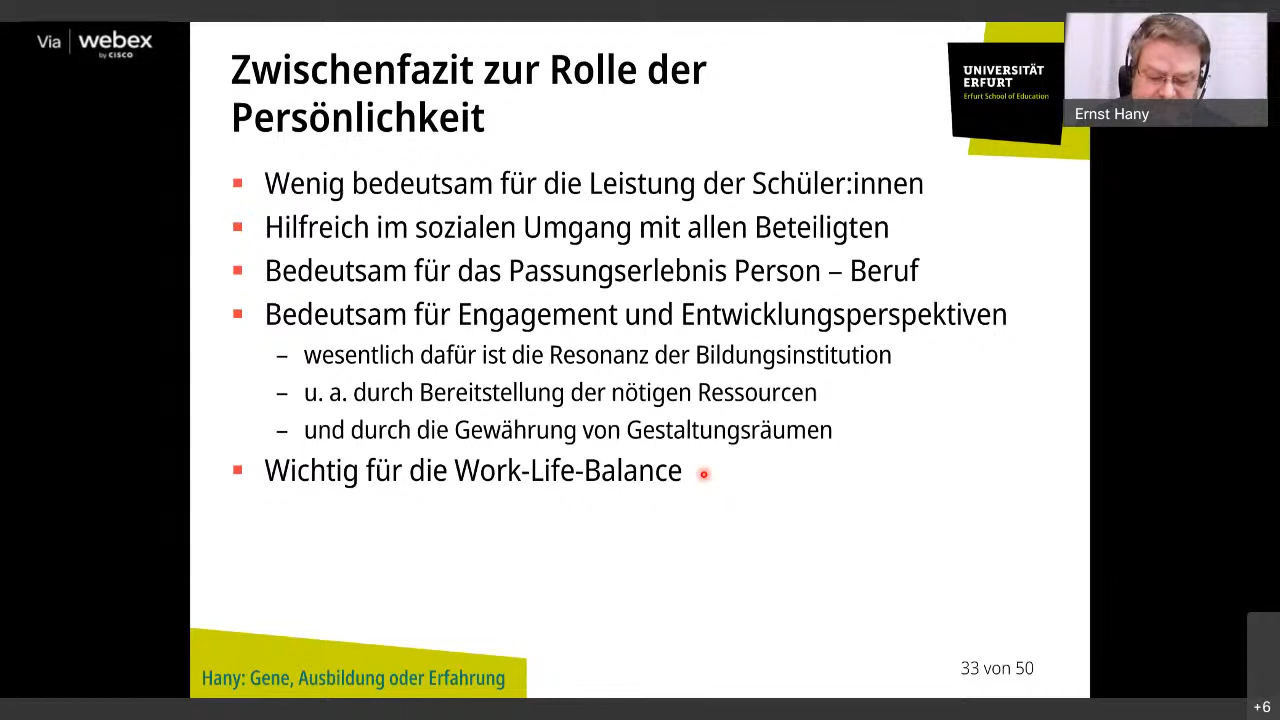 Via webex
by CISCO
Zwischenfazit zur Rolle der
Persönlichkeit
UNIVERSITÄT
ERFURT
Erfurt School of Education
Ernst Hany
Wenig bedeutsam für die Leistung der Schüler:innen
Hilfreich im sozialen Umgang mit allen Beteiligten
Bedeutsam für das Passungserlebnis Person – Beruf
Bedeutsam für Engagement und Entwicklungsperspektiven
– wesentlich dafür ist die Resonanz der Bildungsinstitution
– u. a. durch Bereitstellung der nötigen Ressourcen
– und durch die Gewährung von Gestaltungsräumen
Wichtig für die Work-Life-Balance
Hany: Gene, Ausbildung oder Erfahrung
33 von 50
+6